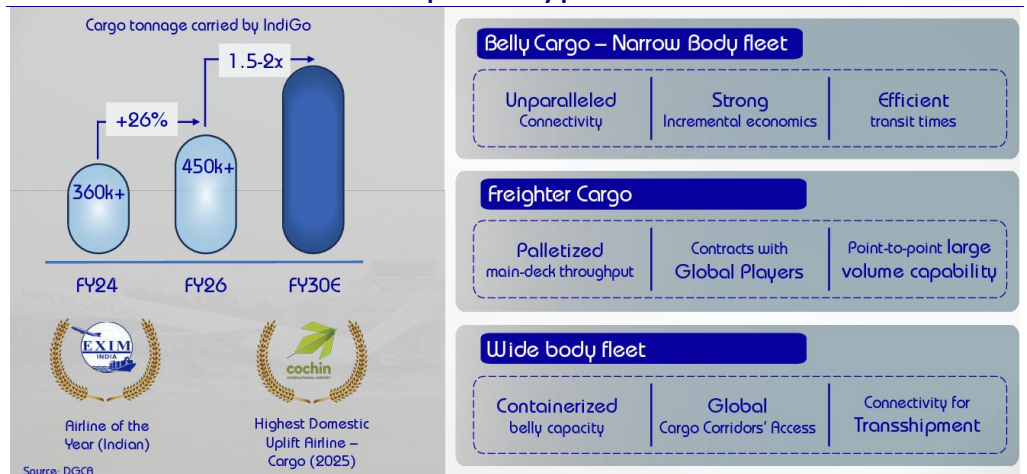 Cargo tonnage carried by IndiGo
1.5-2x
+26%
450k+
360k+
FY24
FY26
FY30E
EXIM
INDIA
cochin
INTERNATIONAL AIRPORT
Airline of the
Year (Indian)
Highest Domestic
Uplift Airline –
Cargo (2025)
Source: DGCA
Belly Cargo – Narrow Body fleet
Unparalleled
Connectivity
Strong
Incremental economics
Efficient
transit times
Freighter Cargo
Palletized
main-deck throughput
Contracts with
Global Players
Point-to-point large
volume capability
Wide body fleet
Containerized
belly capacity
Global
Cargo Corridors' Access
Connectivity for
Transshipment